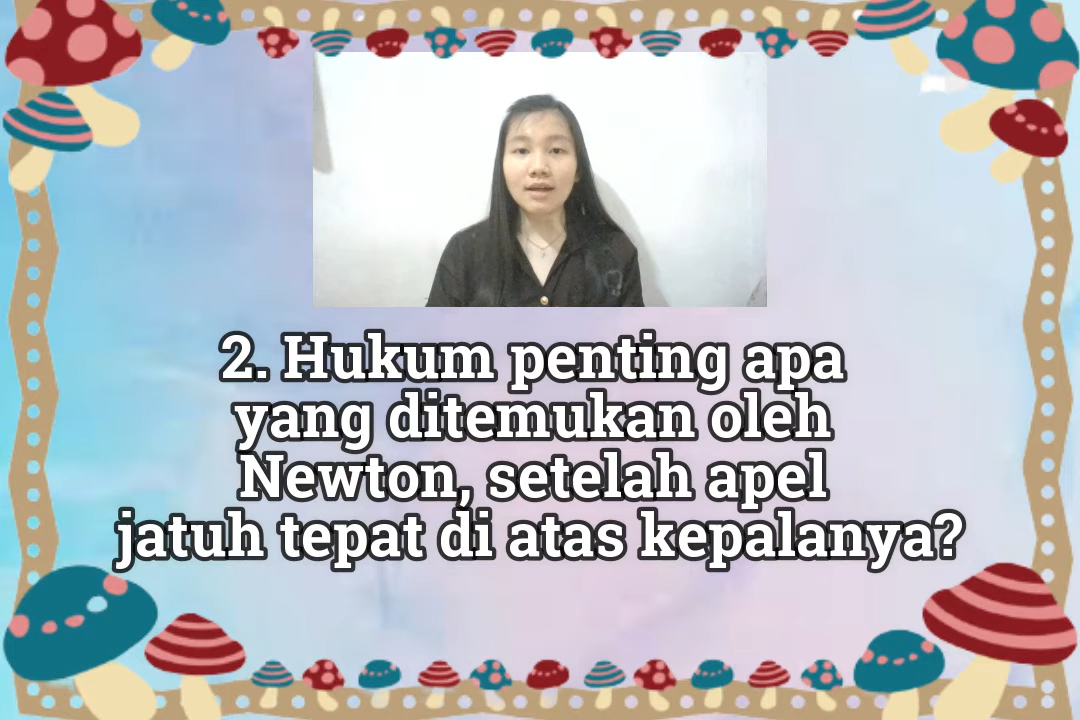 2. Hukum penting apa
yang ditemukan oleh
Newton, setelah apel
jatuh tepat di atas kepalanya?